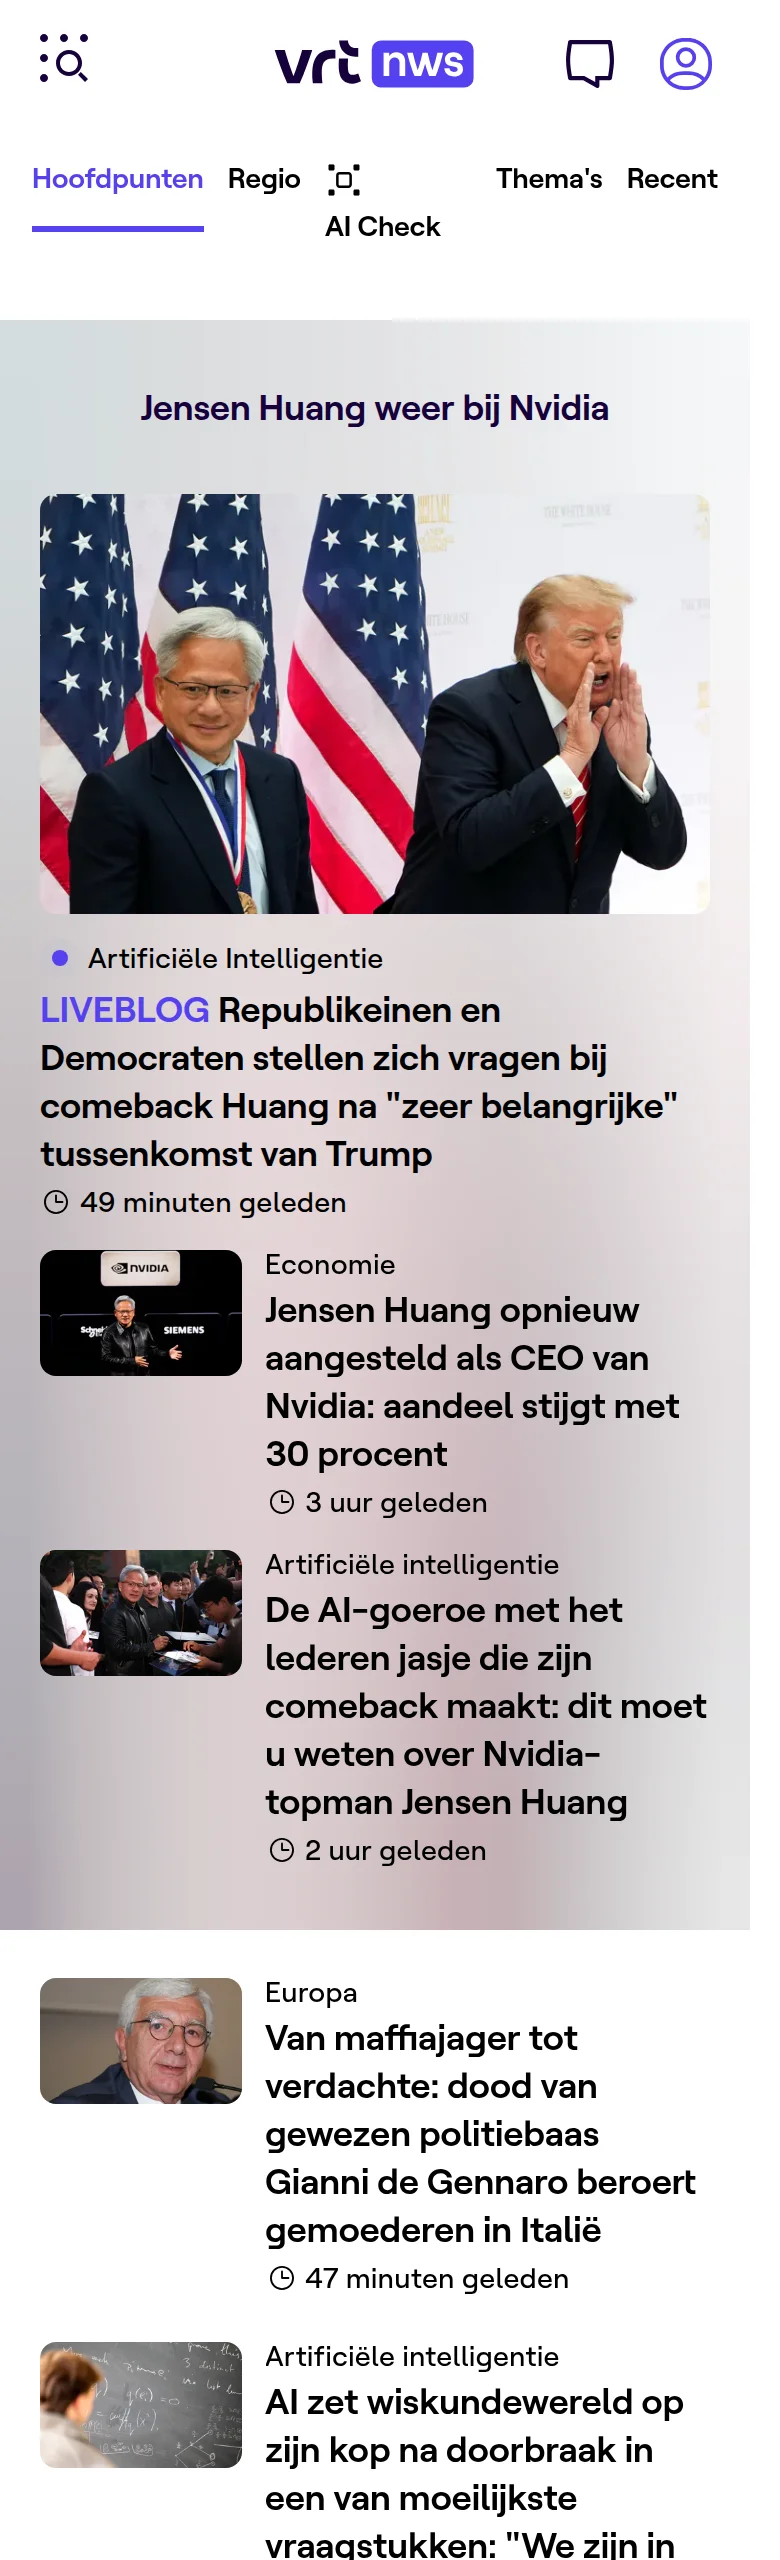 vrt nws
Hoofdpunten Regio AI Check Thema's Recent
Jensen Huang weer bij Nvidia
THE WHITE HOUSE
Artificiële Intelligentie
LIVEBLOG Republikeinen en
Democraten stellen zich vragen bij
comeback Huang na "zeer belangrijke"
tussenkomst van Trump
49 minuten geleden
NVIDIA
SIEMENS
Economie
Jensen Huang opnieuw
aangesteld als CEO van
Nvidia: aandeel stijgt met
30 procent
3 uur geleden
Artificiële intelligentie
De AI-goeroe met het
lederen jasje die zijn
comeback maakt: dit moet
u weten over Nvidia-
topman Jensen Huang
2 uur geleden
Europa
Van maffiajager tot
verdachte: dood van
gewezen politiebaas
Gianni de Gennaro beroert
gemoederen in Italië
47 minuten geleden
Artificiële intelligentie
AI zet wiskundewereld op
zijn kop na doorbraak in
een van moeilijkste
vraagstukken: "We zijn in